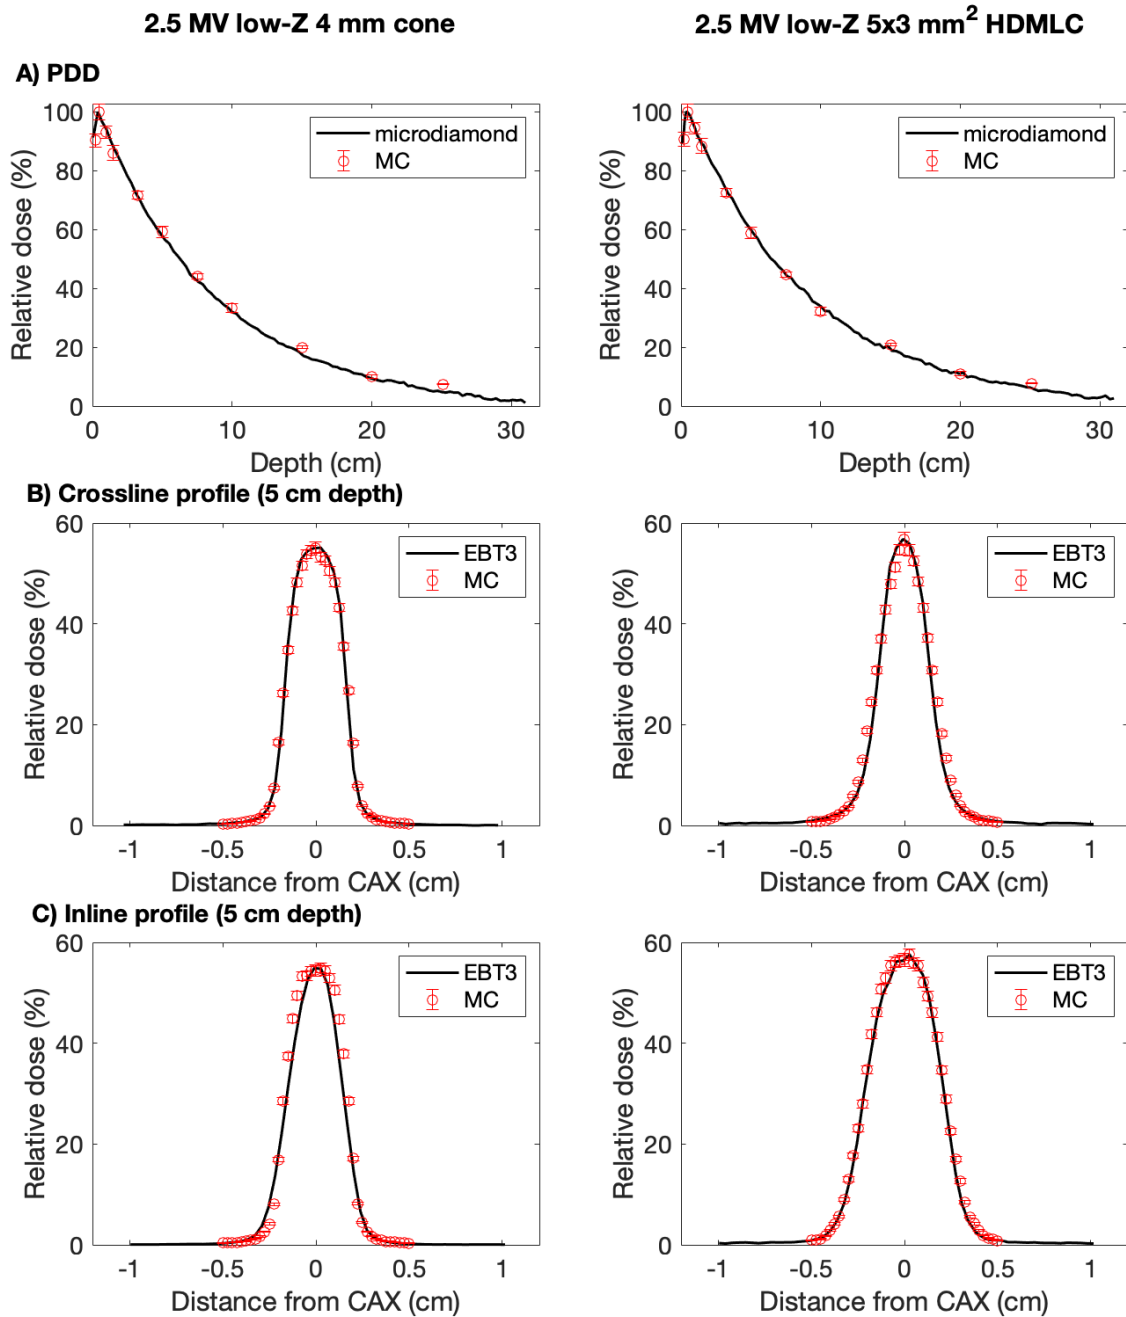 2.5 MV low-Z 4 mm cone
2.5 MV low-Z 5x3 mm² HDMLC
A) PDD
100
80
60
40
20
0
Relative dose (%)
microdiamond
MC
0 10 20 30
Depth (cm)
100
80
60
40
20
0
Relative dose (%)
microdiamond
MC
0 10 20 30
Depth (cm)
B) Crossline profile (5 cm depth)
60
40
20
0
Relative dose (%)
EBT3
MC
-1 -0.5 0 0.5 1
Distance from CAX (cm)
60
40
20
0
Relative dose (%)
EBT3
MC
-1 -0.5 0 0.5 1
Distance from CAX (cm)
C) Inline profile (5 cm depth)
60
40
20
0
Relative dose (%)
EBT3
MC
-1 -0.5 0 0.5 1
Distance from CAX (cm)
60
40
20
0
Relative dose (%)
EBT3
MC
-1 -0.5 0 0.5 1
Distance from CAX (cm)